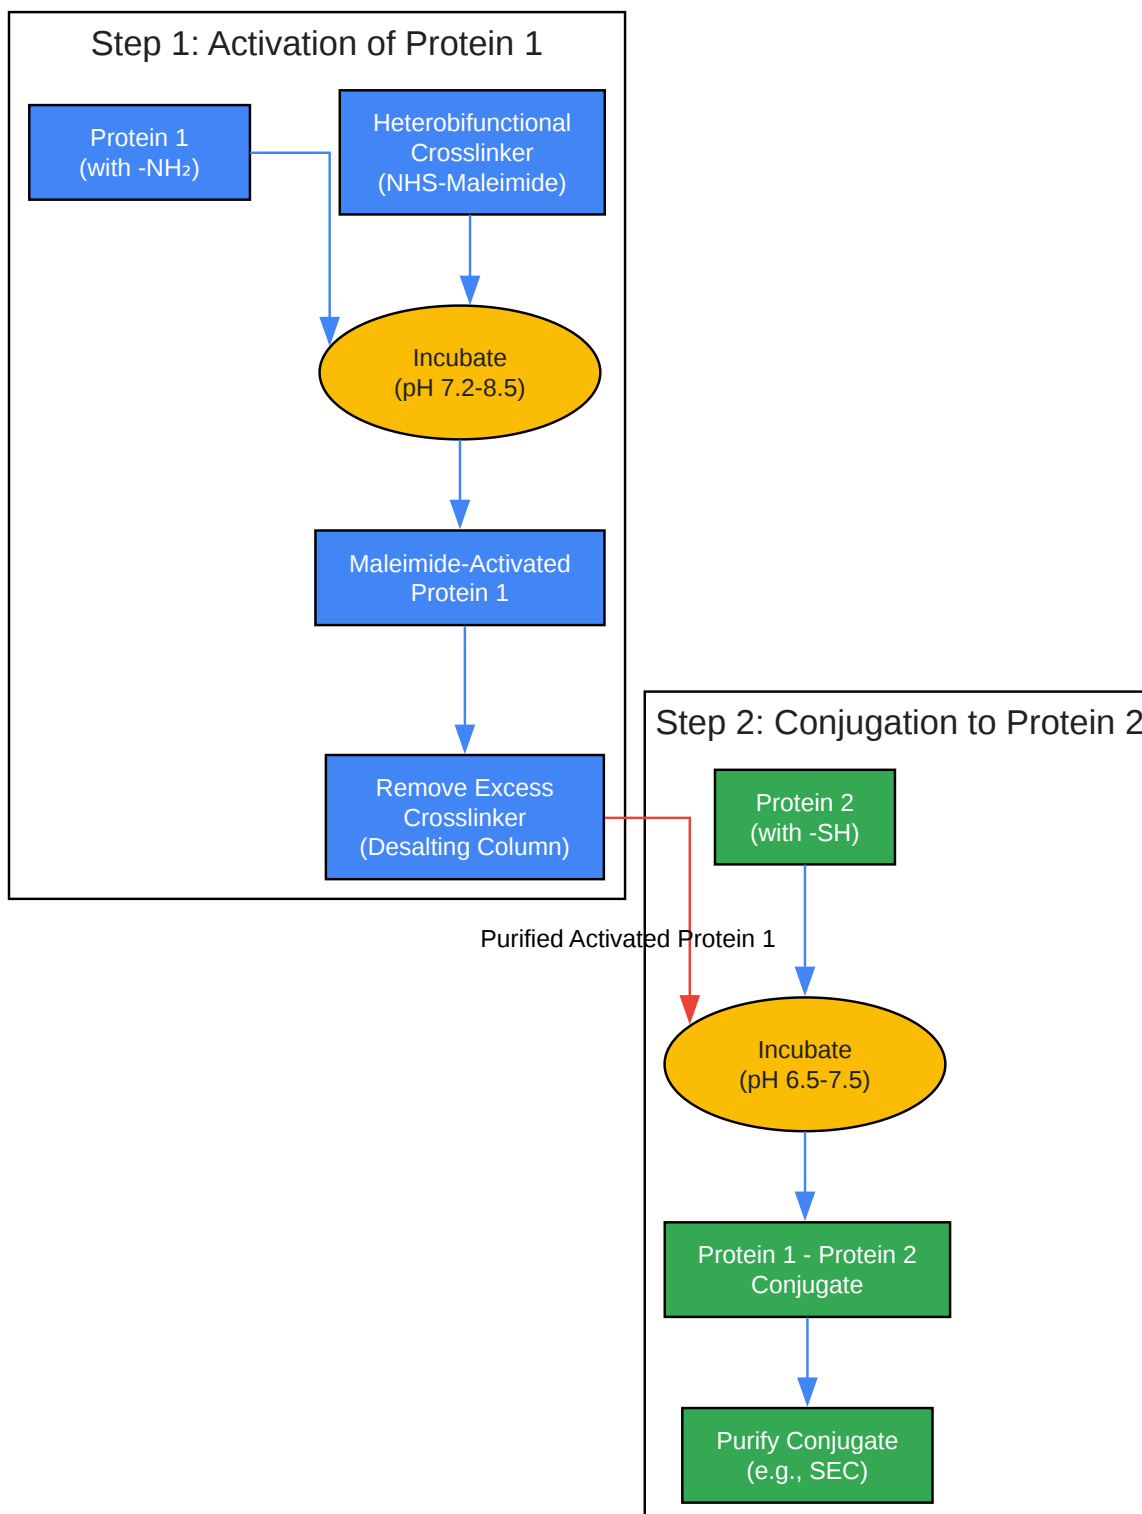 Step 1: Activation of Protein 1
Protein 1
(with -NH₂)
Heterobifunctional
Crosslinker
(NHS-Maleimide)
Incubate
(pH 7.2-8.5)
Maleimide-Activated
Protein 1
Remove Excess
Crosslinker
(Desalting Column)
Purified Activated Protein 1
Step 2: Conjugation to Protein 2
Protein 2
(with -SH)
Incubate
(pH 6.5-7.5)
Protein 1 - Protein 2
Conjugate
Purify Conjugate
(e.g., SEC)